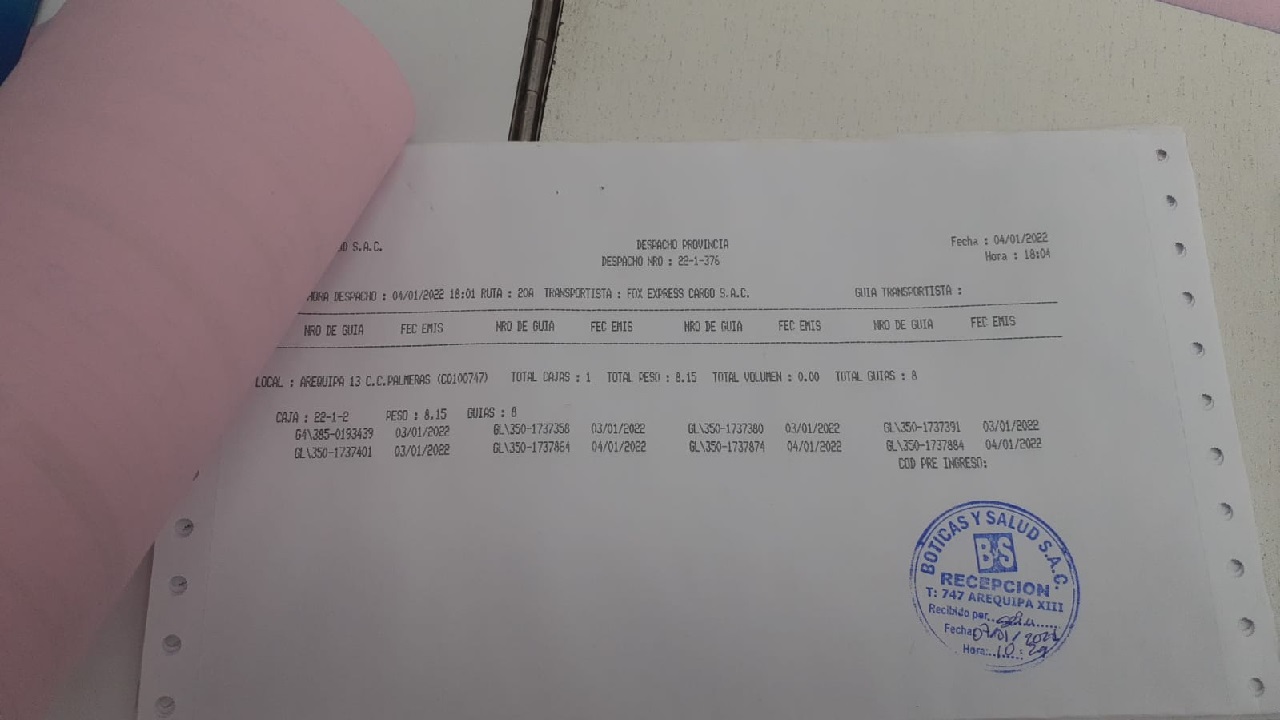 S.A.C.
DESPACHO PROVINCIA
Fecha : 04/01/2022
DESPACHO NRO : 22-1-376
Hora : 18:04
HORA DESPACHO : 04/01/2022 18:01 RUTA : 20A TRANSPORTISTA : FOX EXPRESS CARGO S.A.C. GUIA TRANSPORTISTA :
NRO DE GUIA FEC EMIS NRO DE GUIA FEC EMIS NRO DE GUIA FEC EMIS NRO DE GUIA FEC EMIS
LOCAL : AREQUIPA 13 C.C.PALMERAS (C0100747) TOTAL CAJAS : 1 TOTAL PESO : 8.15 TOTAL VOLUMEN : 0.00 TOTAL GUIAS : 8
CAJA : 22-1-2 PESO : 8.15 GUIAS : 8
G4\385-0193439 03/01/2022 GL\350-1737358 03/01/2022 GL\350-1737380 03/01/2022 GL\350-1737391 03/01/2022
GL\350-1737401 03/01/2022 GL\350-1737864 04/01/2022 GL\350-1737874 04/01/2022 GL\350-1737884 04/01/2022
COD PRE INGRESO:
BOTICAS Y SALUD S.A.C.
B&S
RECEPCION
T: 747 AREQUIPA XIII
Recibido por:
Fecha: 07/01/2022
Hora: 10: